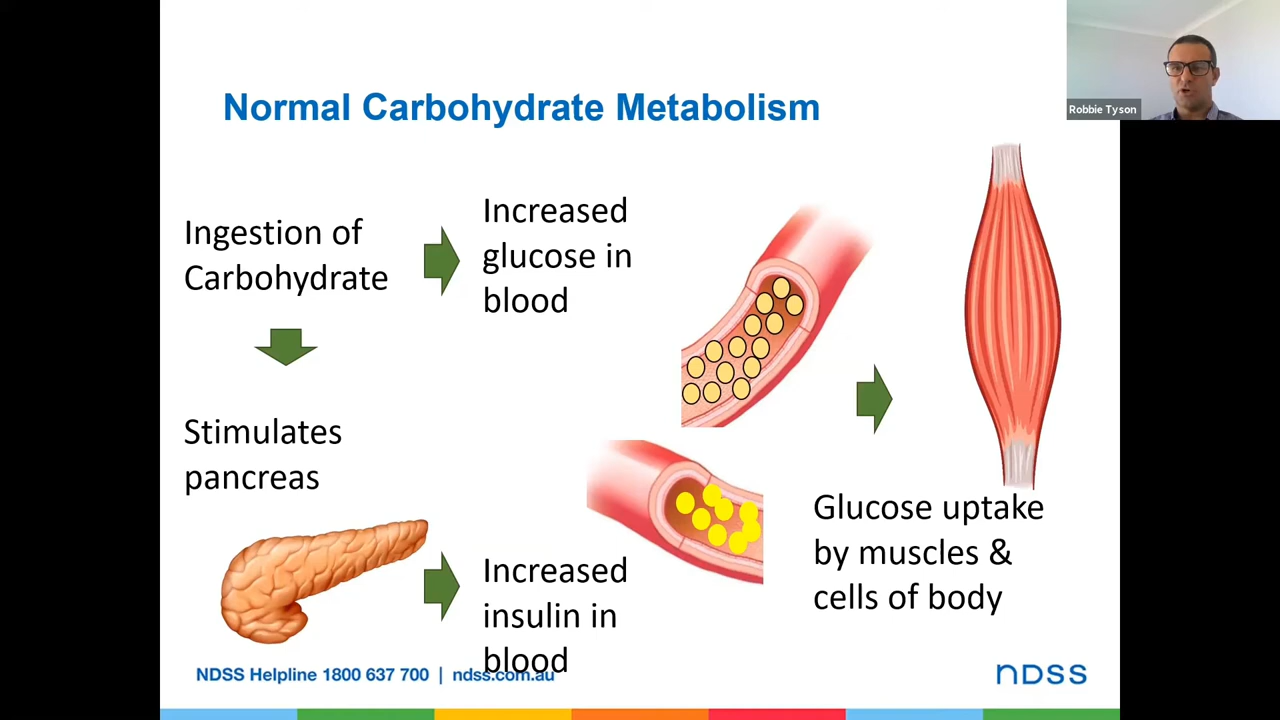 Normal Carbohydrate Metabolism
Robbie Tyson
Ingestion of
Carbohydrate
Increased
glucose in
blood
Stimulates
pancreas
Increased
insulin in
blood
Glucose uptake
by muscles &
cells of body
NDSS Helpline 1800 637 700 | ndss.com.au
NDSS